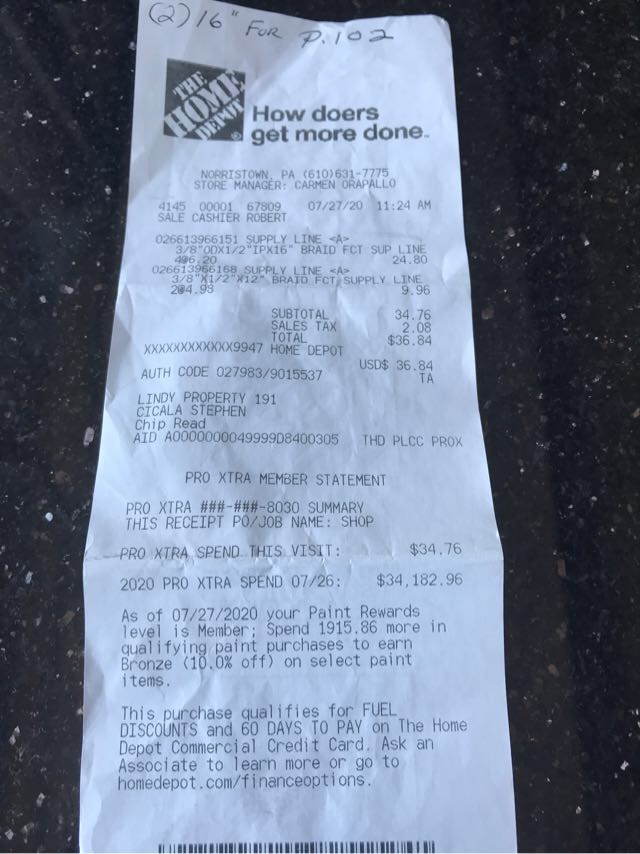 (2) 16" FOR P.102
THE HOME DEPOT
How doers
get more done.
NORRISTOWN, PA (610)631-7775
STORE MANAGER: CARMEN ORAPALLO
4145 00001 67809 07/27/20 11:24 AM
SALE CASHIER ROBERT
026613966151 SUPPLY LINE <A>
3/8"ODX1/2"IPX16" BRAID FCT SUP LINE
4@6.20 24.80
026613966168 SUPPLY LINE <A>
3/8"X1/2"X12" BRAID FCT SUPPLY LINE
2@4.98 9.96
SUBTOTAL 34.76
SALES TAX 2.08
TOTAL $36.84
XXXXXXXXXXXX9947 HOME DEPOT
USD$ 36.84
AUTH CODE 027983/9015537 TA
LINDY PROPERTY 191
CICALA STEPHEN
Chip Read
AID A0000000049999D8400305 THD PLCC PROX
PRO XTRA MEMBER STATEMENT
PRO XTRA ###-###-8030 SUMMARY
THIS RECEIPT PO/JOB NAME: SHOP
PRO XTRA SPEND THIS VISIT: $34.76
2020 PRO XTRA SPEND 07/26: $34,182.96
As of 07/27/2020 your Paint Rewards
level is Member; Spend 1915.86 more in
qualifying paint purchases to earn
Bronze (10.0% off) on select paint
items.
This purchase qualifies for FUEL
DISCOUNTS and 60 DAYS TO PAY on The Home
Depot Commercial Credit Card. Ask an
Associate to learn more or go to
homedepot.com/financeoptions.